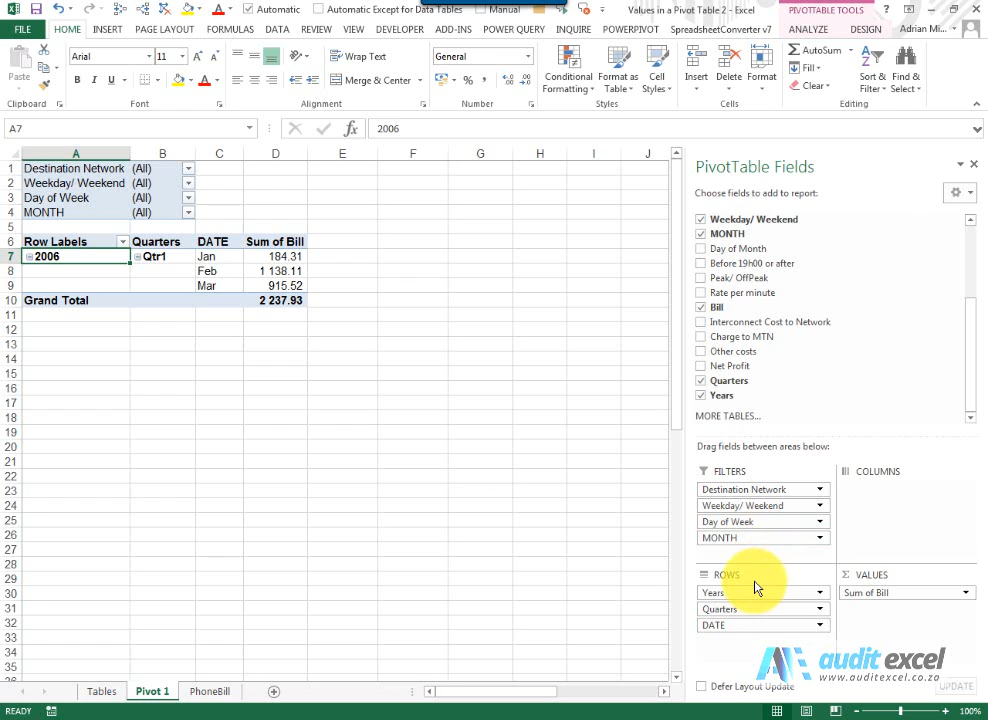 Automatic Automatic Except for Data Tables Manual Values in a Pivot Table 2 - Excel PIVOTTABLE TOOLS ?
FILE HOME INSERT PAGE LAYOUT FORMULAS DATA REVIEW VIEW DEVELOPER ADD-INS POWER QUERY INQUIRE POWERPIVOT SpreadsheetConverter v7 ANALYZE DESIGN Adrian Mi...
Paste Arial 11 Wrap Text General Conditional Formatting Format as Table Cell Styles Insert Delete Format AutoSum Fill Clear Sort & Filter Find & Select
B I U Merge & Center %
Clipboard Font Alignment Number Styles Cells Editing
A7 fx 2006
A B C D E F G H I J
1 Destination Network (All)
2 Weekday/ Weekend (All)
3 Day of Week (All)
4 MONTH (All)
5
6 Row Labels Quarters DATE Sum of Bill
7 2006 Qtr1 Jan 184.31
8 Feb 1 138.11
9 Mar 915.52
10 Grand Total 2 237.93
11
12
13
14
15
16
17
18
19
20
21
22
23
24
25
26
27
28
29
30
31
32
33
34
35
PivotTable Fields
Choose fields to add to report:
Weekday/ Weekend
MONTH
Day of Month
Before 19h00 or after
Peak/ OffPeak
Rate per minute
Bill
Interconnect Cost to Network
Charge to MTN
Other costs
Net Profit
Quarters
Years
MORE TABLES...
Drag fields between areas below:
FILTERS COLUMNS
Destination Network
Weekday/ Weekend
Day of Week
MONTH
ROWS VALUES
Years Sum of Bill
Quarters
DATE
audit excel
www.auditexcel.co.za
Defer Layout Update UPDATE
Tables Pivot 1 PhoneBill
READY 100%